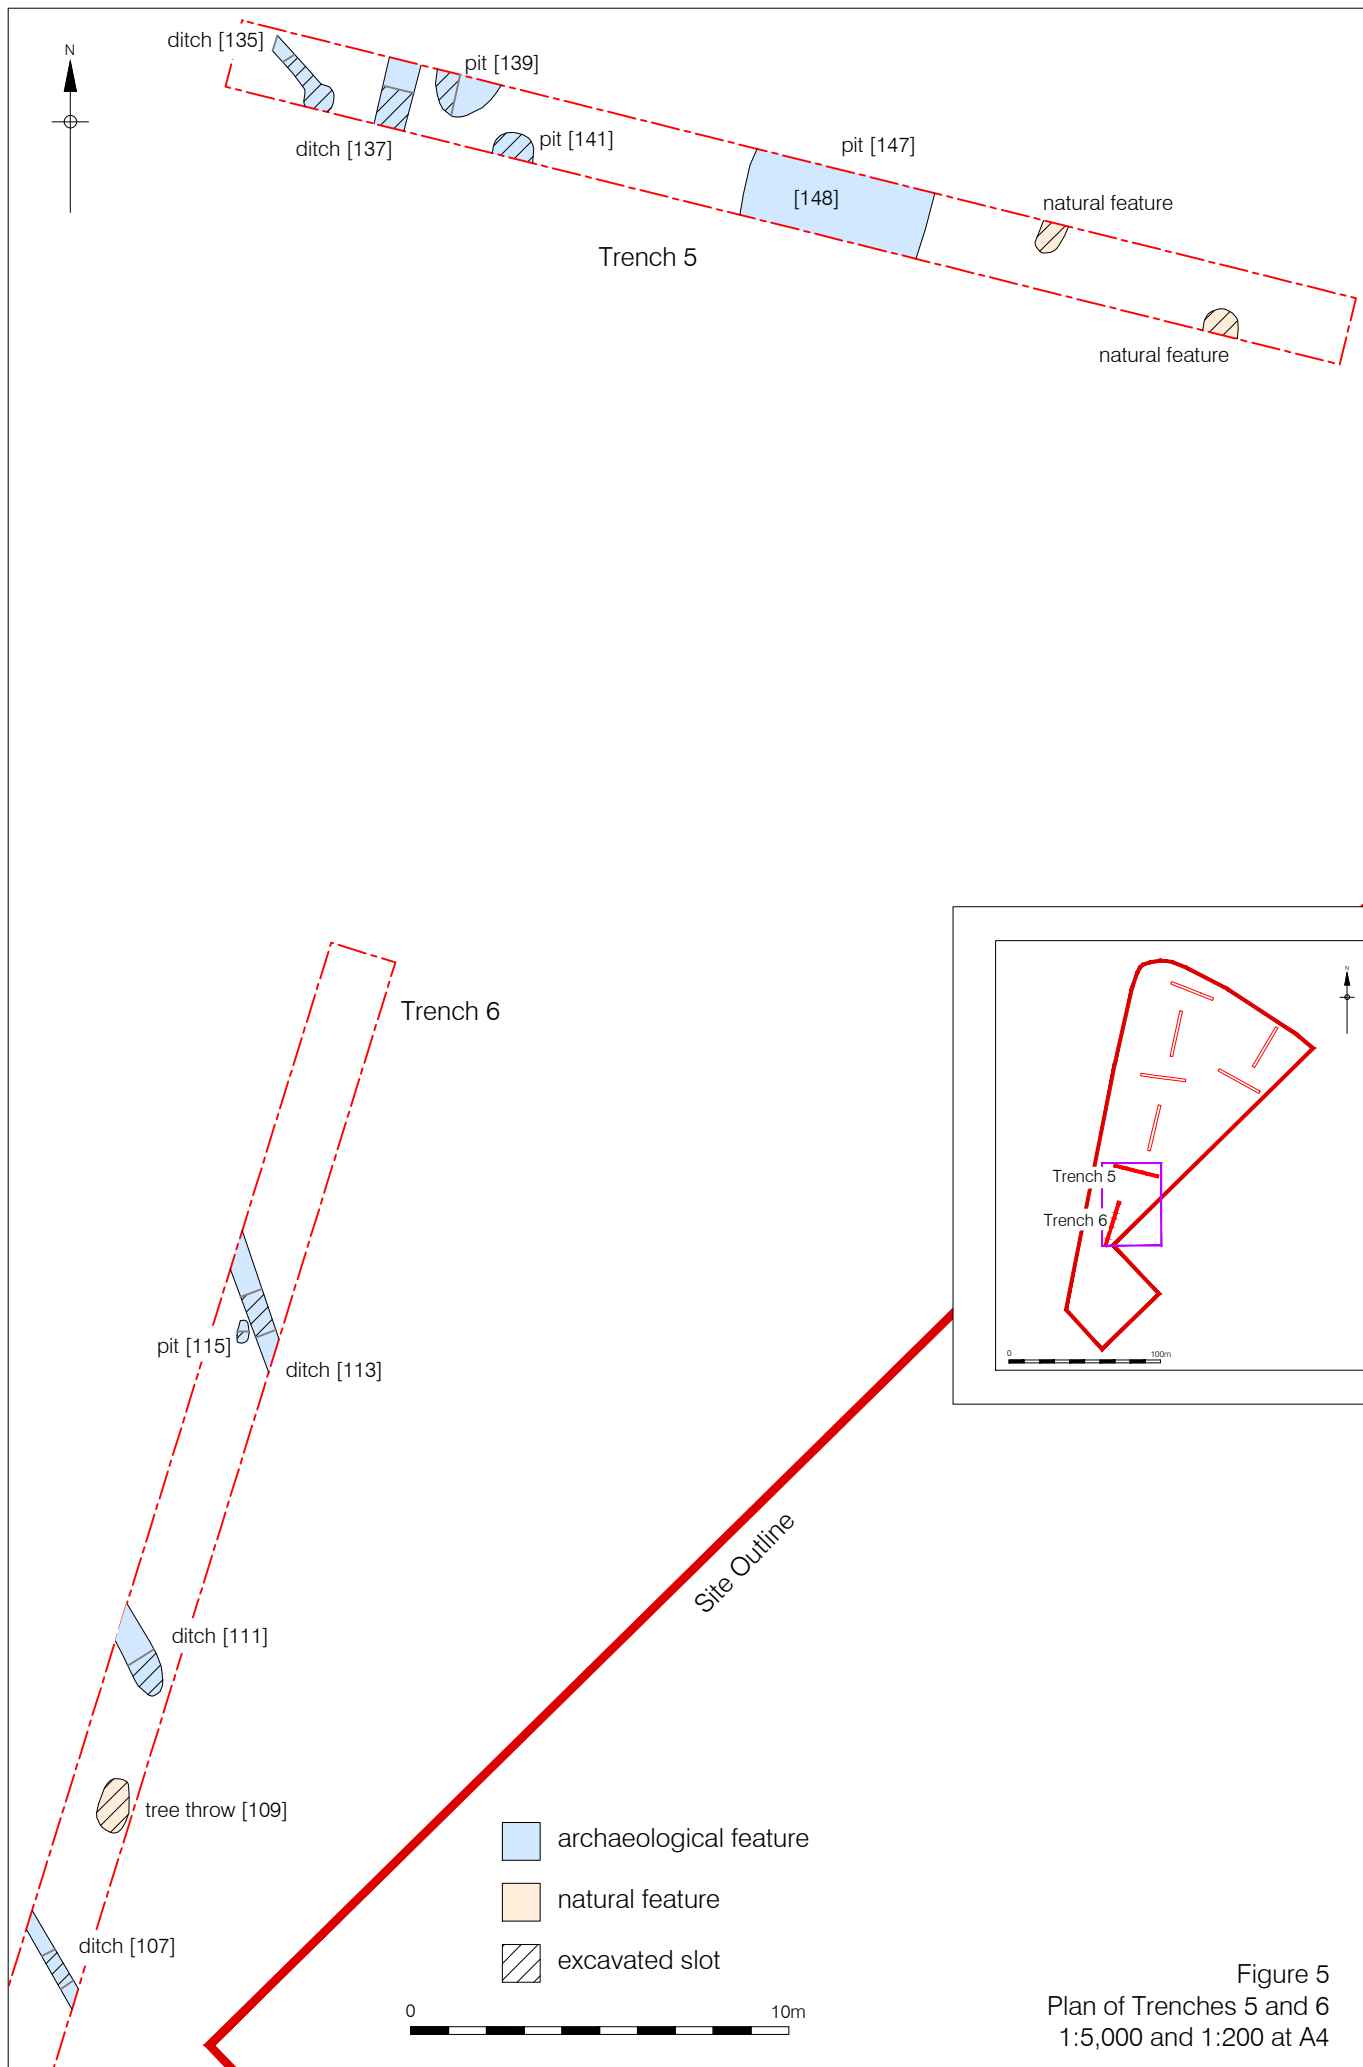 N
ditch [135]
pit [139]
ditch [137]
pit [141]
pit [147]
[148]
natural feature
Trench 5
natural feature
Trench 6
N
Trench 5
Trench 6
0 100m
pit [115]
ditch [113]
Site Outline
ditch [111]
tree throw [109]
ditch [107]
archaeological feature
natural feature
excavated slot
0 10m
Figure 5
Plan of Trenches 5 and 6
1:5,000 and 1:200 at A4